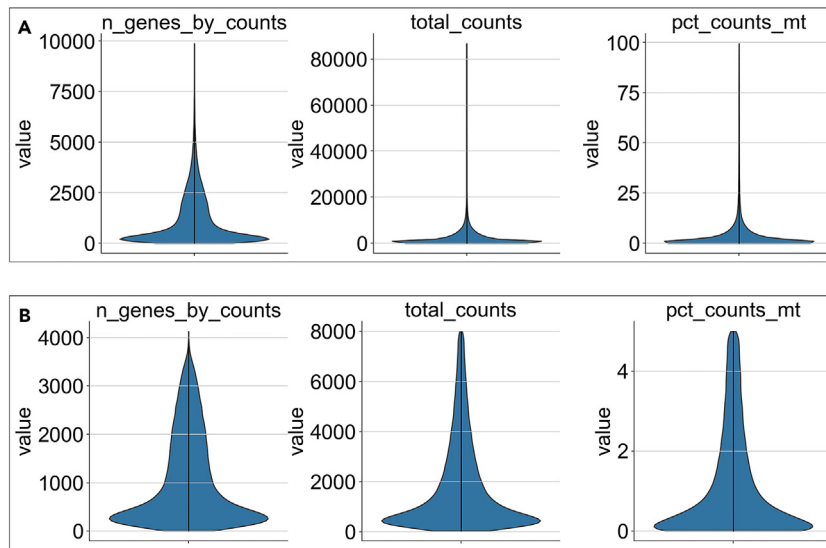 A
n_genes_by_counts
total_counts
pct_counts_mt
value
10000
7500
5000
2500
0
value
80000
60000
40000
20000
0
value
100
75
50
25
0
B
n_genes_by_counts
total_counts
pct_counts_mt
value
4000
3000
2000
1000
0
value
8000
6000
4000
2000
0
value
4
2
0